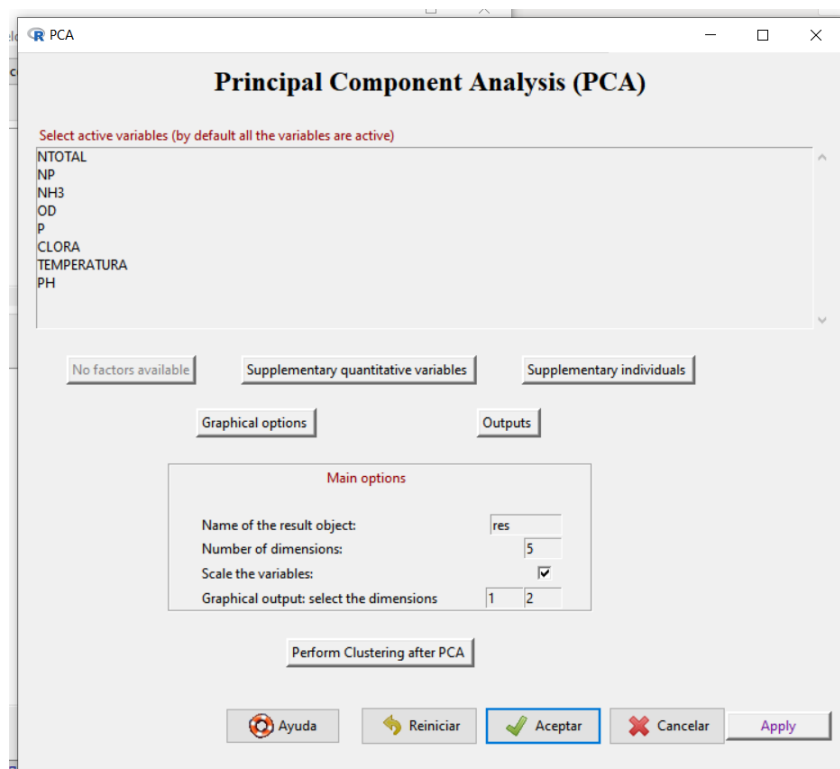 PCA
Principal Component Analysis (PCA)
Select active variables (by default all the variables are active)
NTOTAL
NP
NH3
OD
P
CLORA
TEMPERATURA
PH
No factors available
Supplementary quantitative variables
Supplementary individuals
Graphical options
Outputs
Main options
Name of the result object: res
Number of dimensions: 5
Scale the variables:
Graphical output: select the dimensions 1 2
Perform Clustering after PCA
Ayuda
Reiniciar
Aceptar
Cancelar
Apply